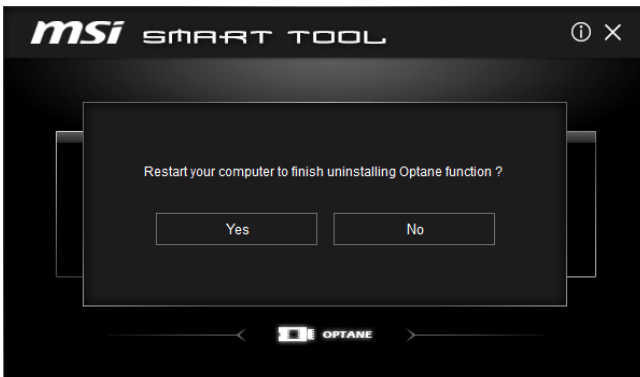 msi SMART TOOL
Restart your computer to finish uninstalling Optane function ?
Yes No
OPTANE